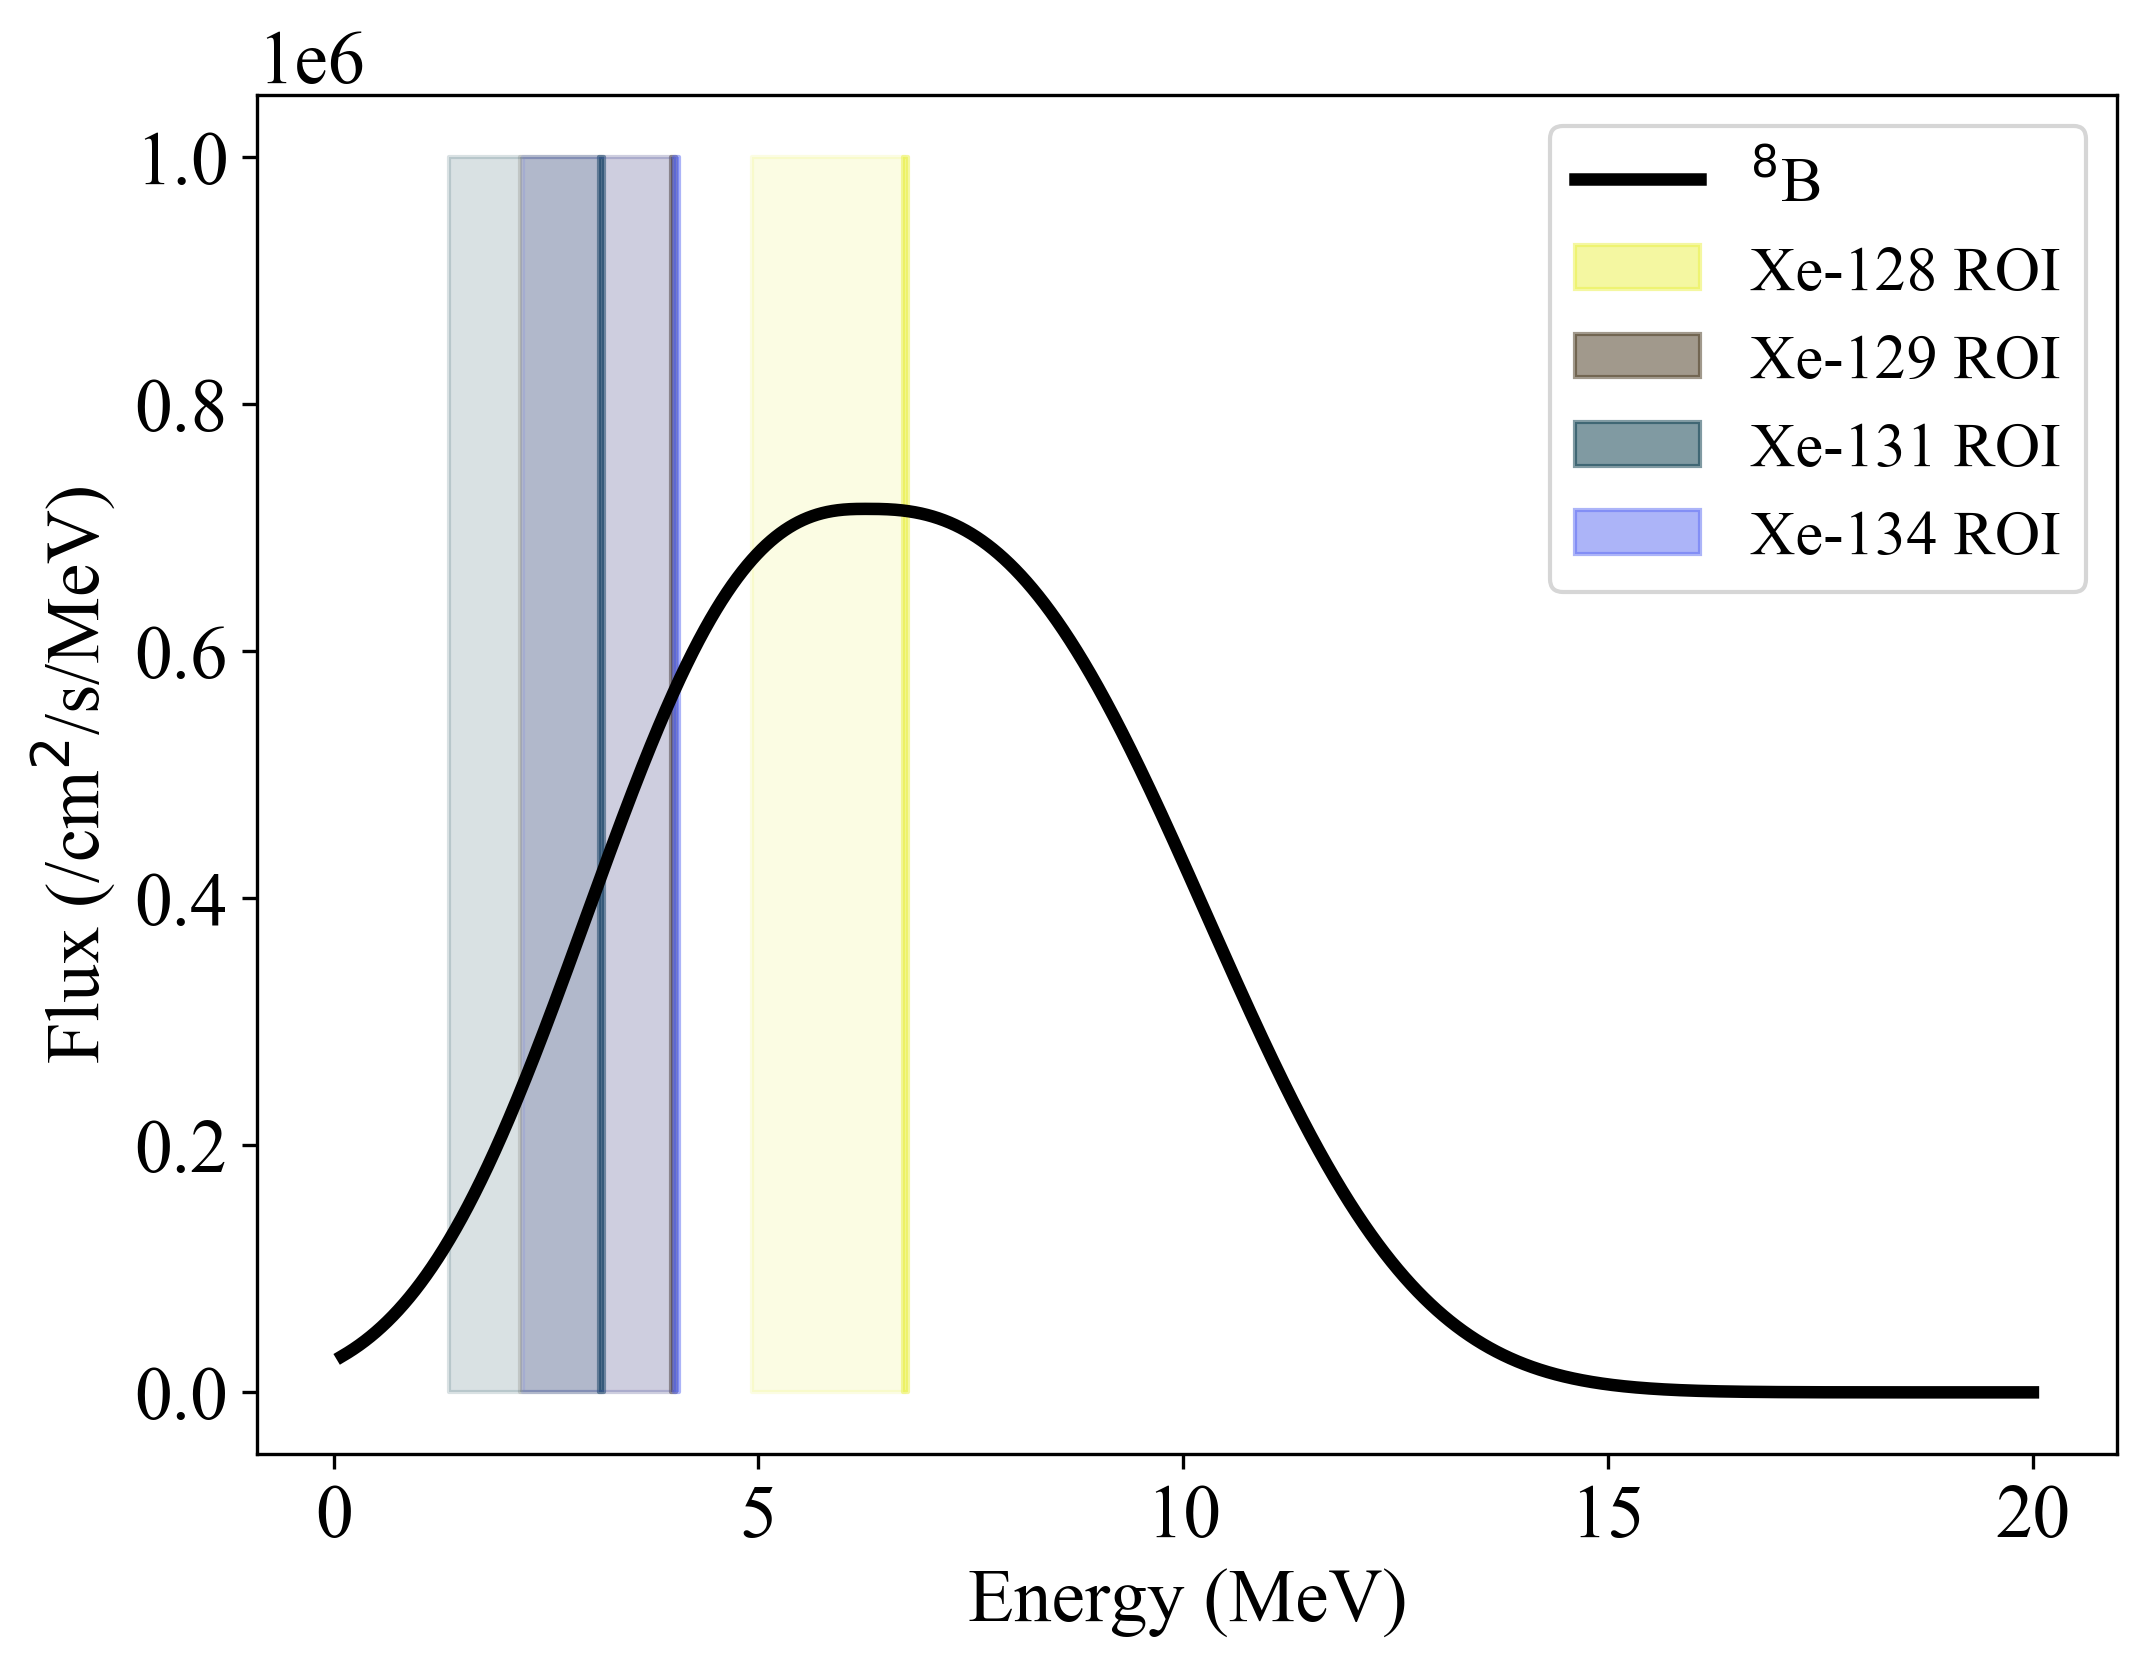 1e6
1.0
0.8
0.6
0.4
0.2
0.0
Flux (/cm²/s/MeV)
0 5 10 15 20
Energy (MeV)
⁸B
Xe-128 ROI
Xe-129 ROI
Xe-131 ROI
Xe-134 ROI